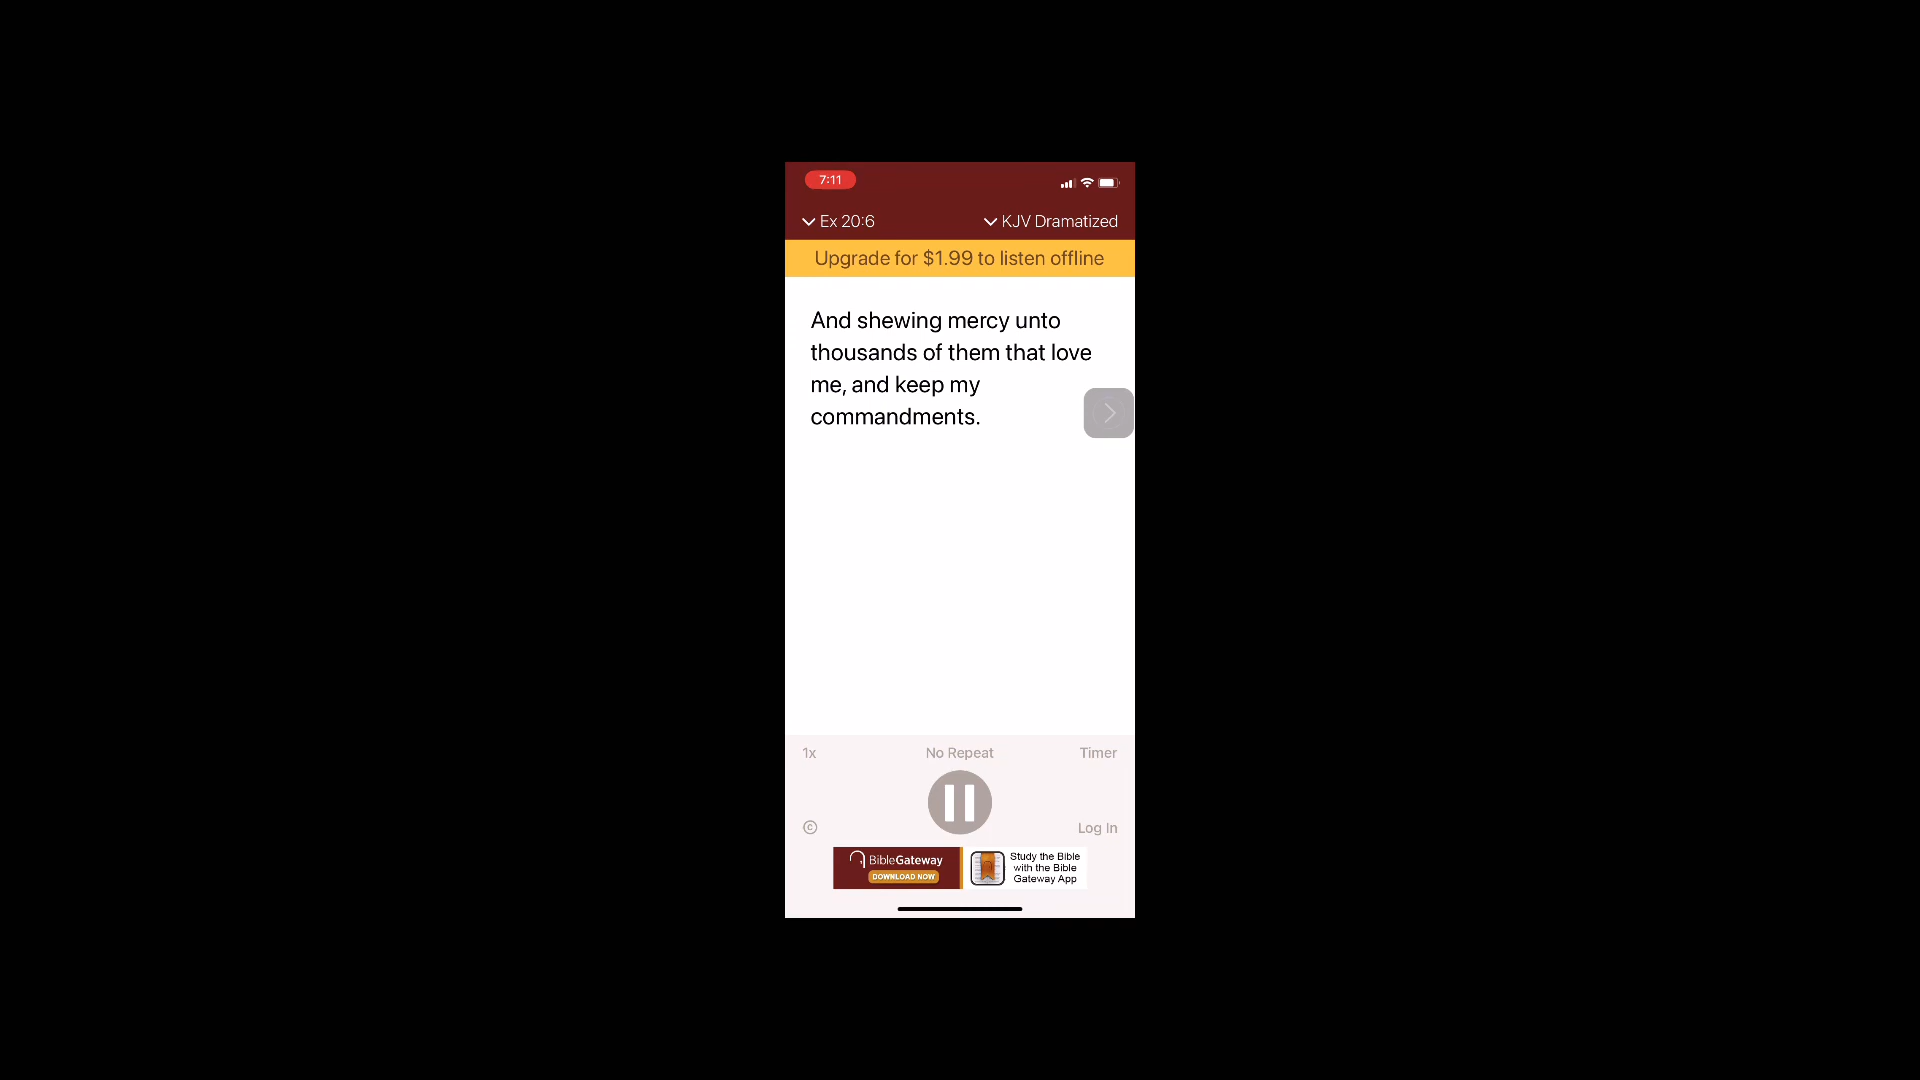 7:11
Ex 20:6
KJV Dramatized
Upgrade for $1.99 to listen offline
And shewing mercy unto
thousands of them that love
me, and keep my
commandments.
1x
No Repeat
Timer
©
Log In
BibleGateway
DOWNLOAD NOW
Study the Bible
with the Bible
Gateway App